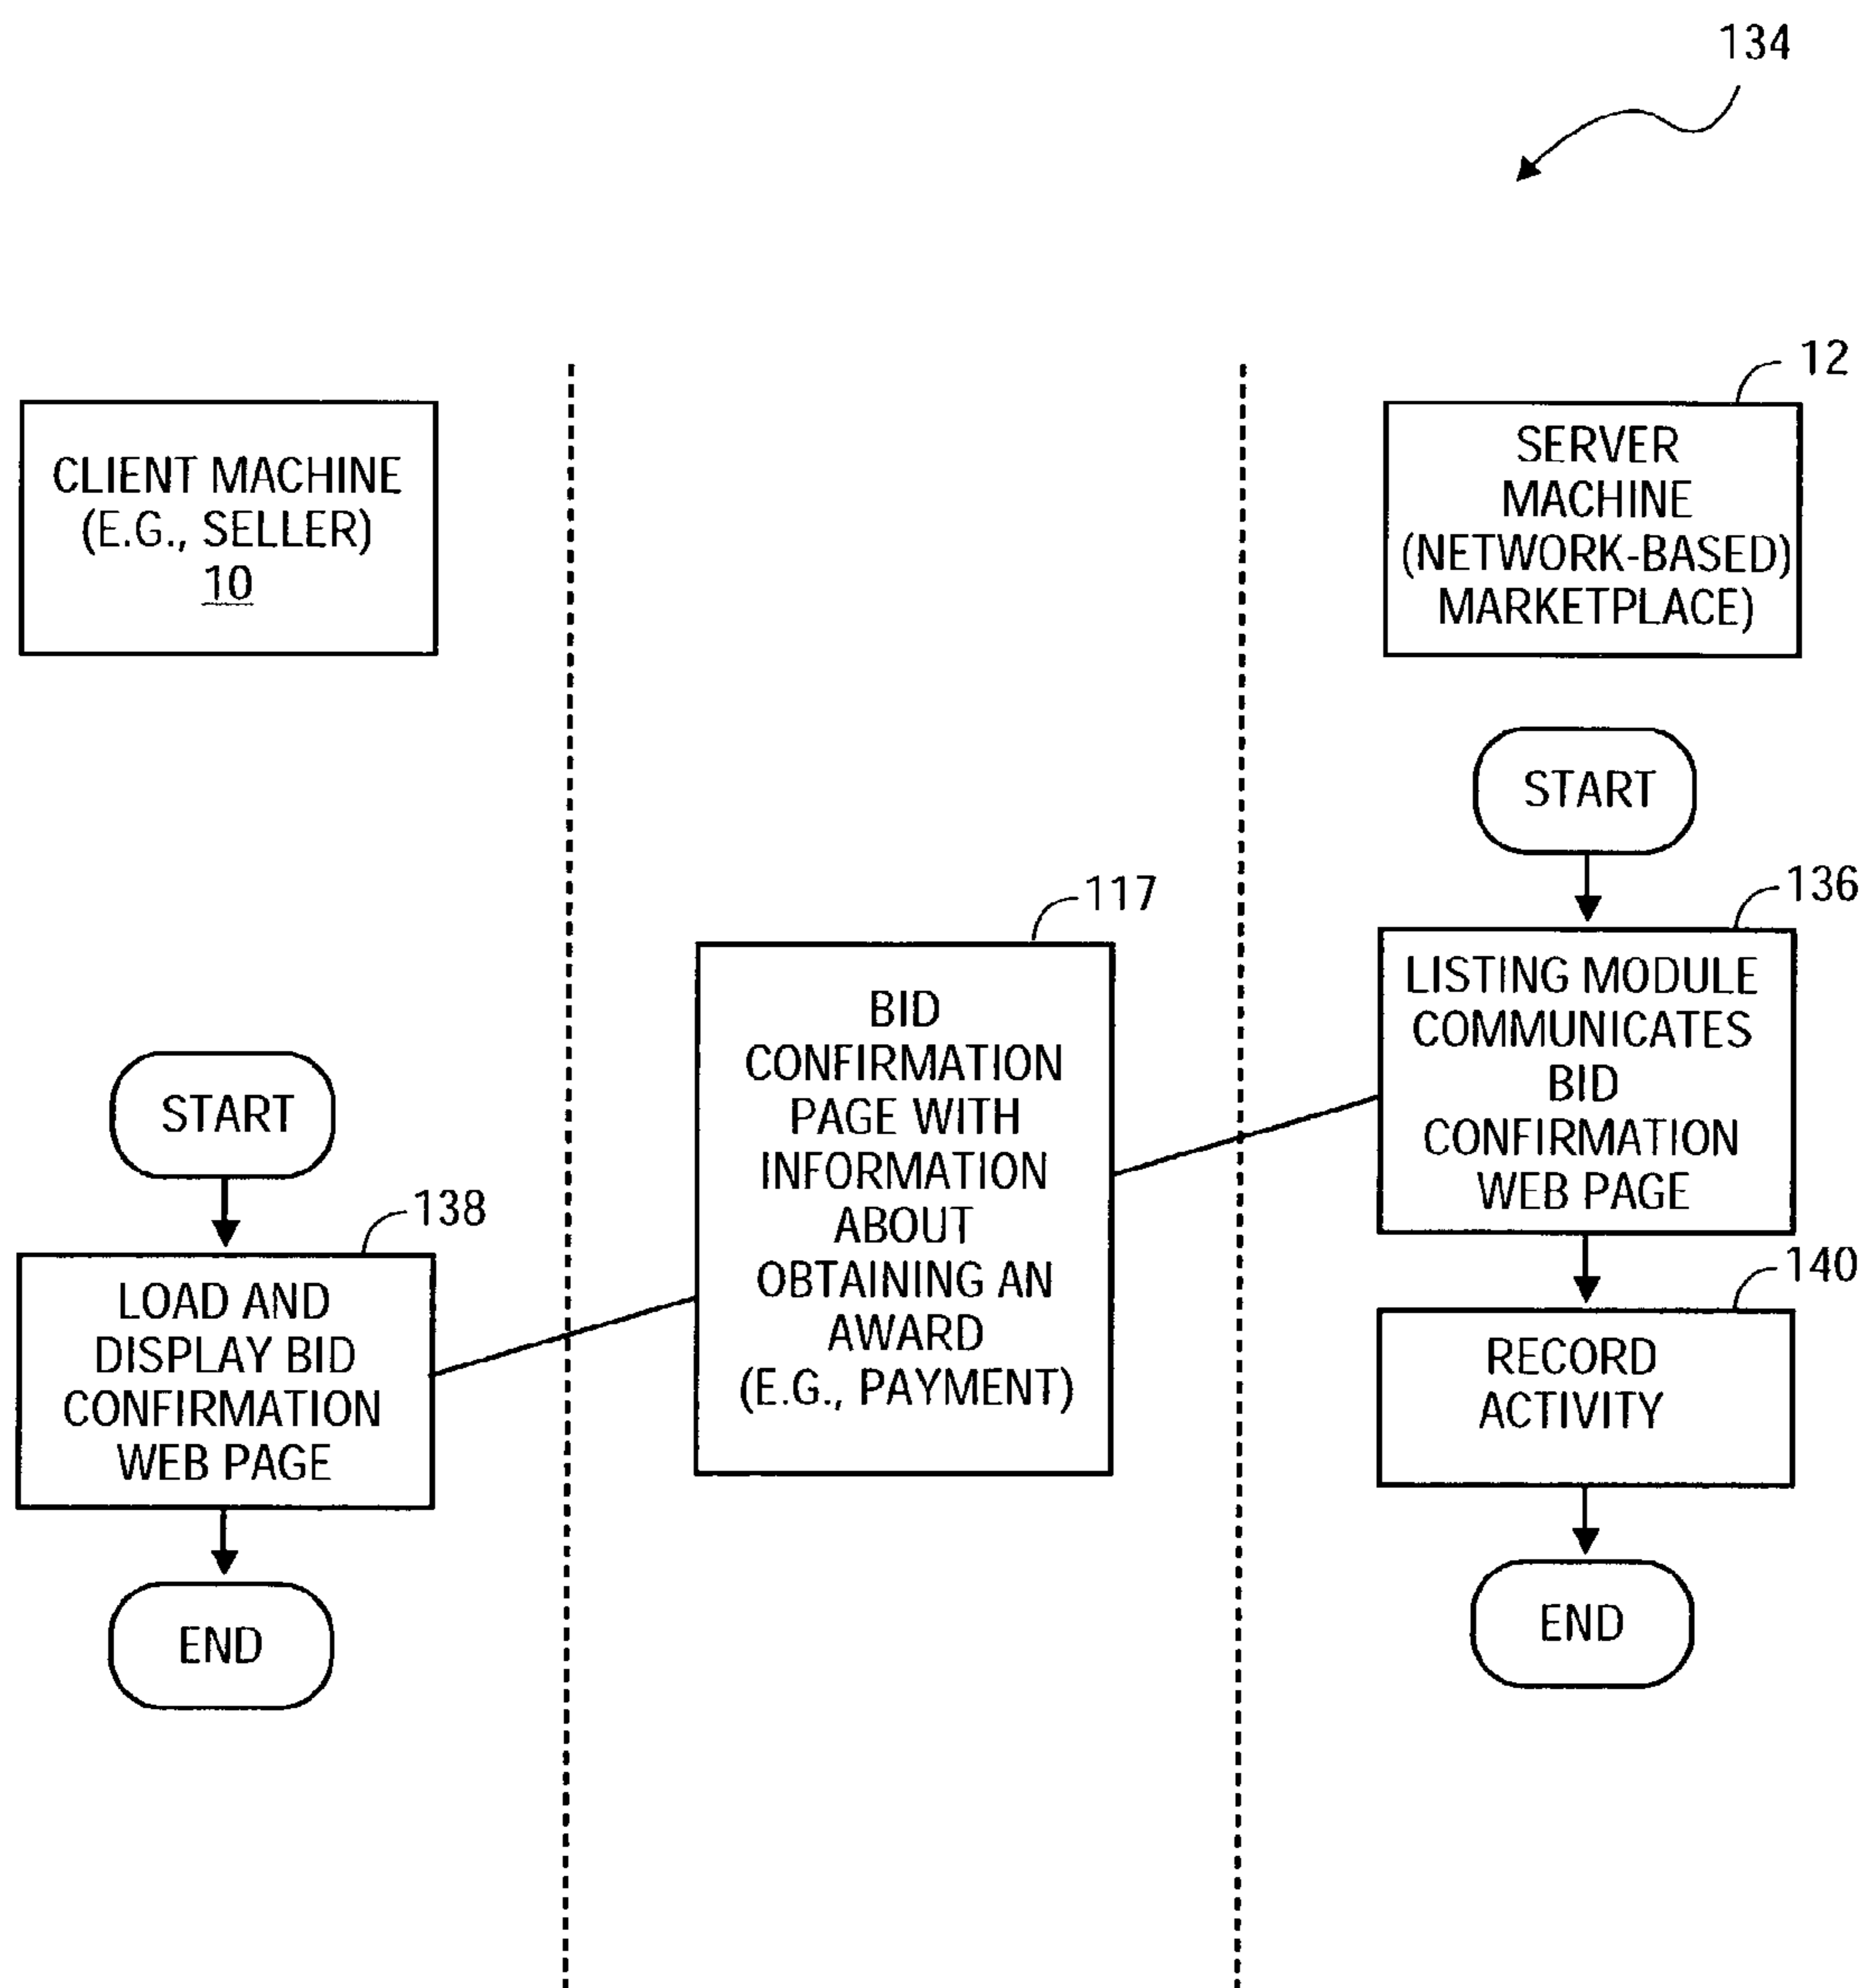 134
CLIENT MACHINE
(E.G., SELLER)
10
12
SERVER
MACHINE
(NETWORK-BASED)
MARKETPLACE)
START
136
LISTING MODULE
COMMUNICATES
BID
CONFIRMATION
WEB PAGE
117
BID
CONFIRMATION
PAGE WITH
INFORMATION
ABOUT
OBTAINING AN
AWARD
(E.G., PAYMENT)
START
138
LOAD AND
DISPLAY BID
CONFIRMATION
WEB PAGE
END
140
RECORD
ACTIVITY
END